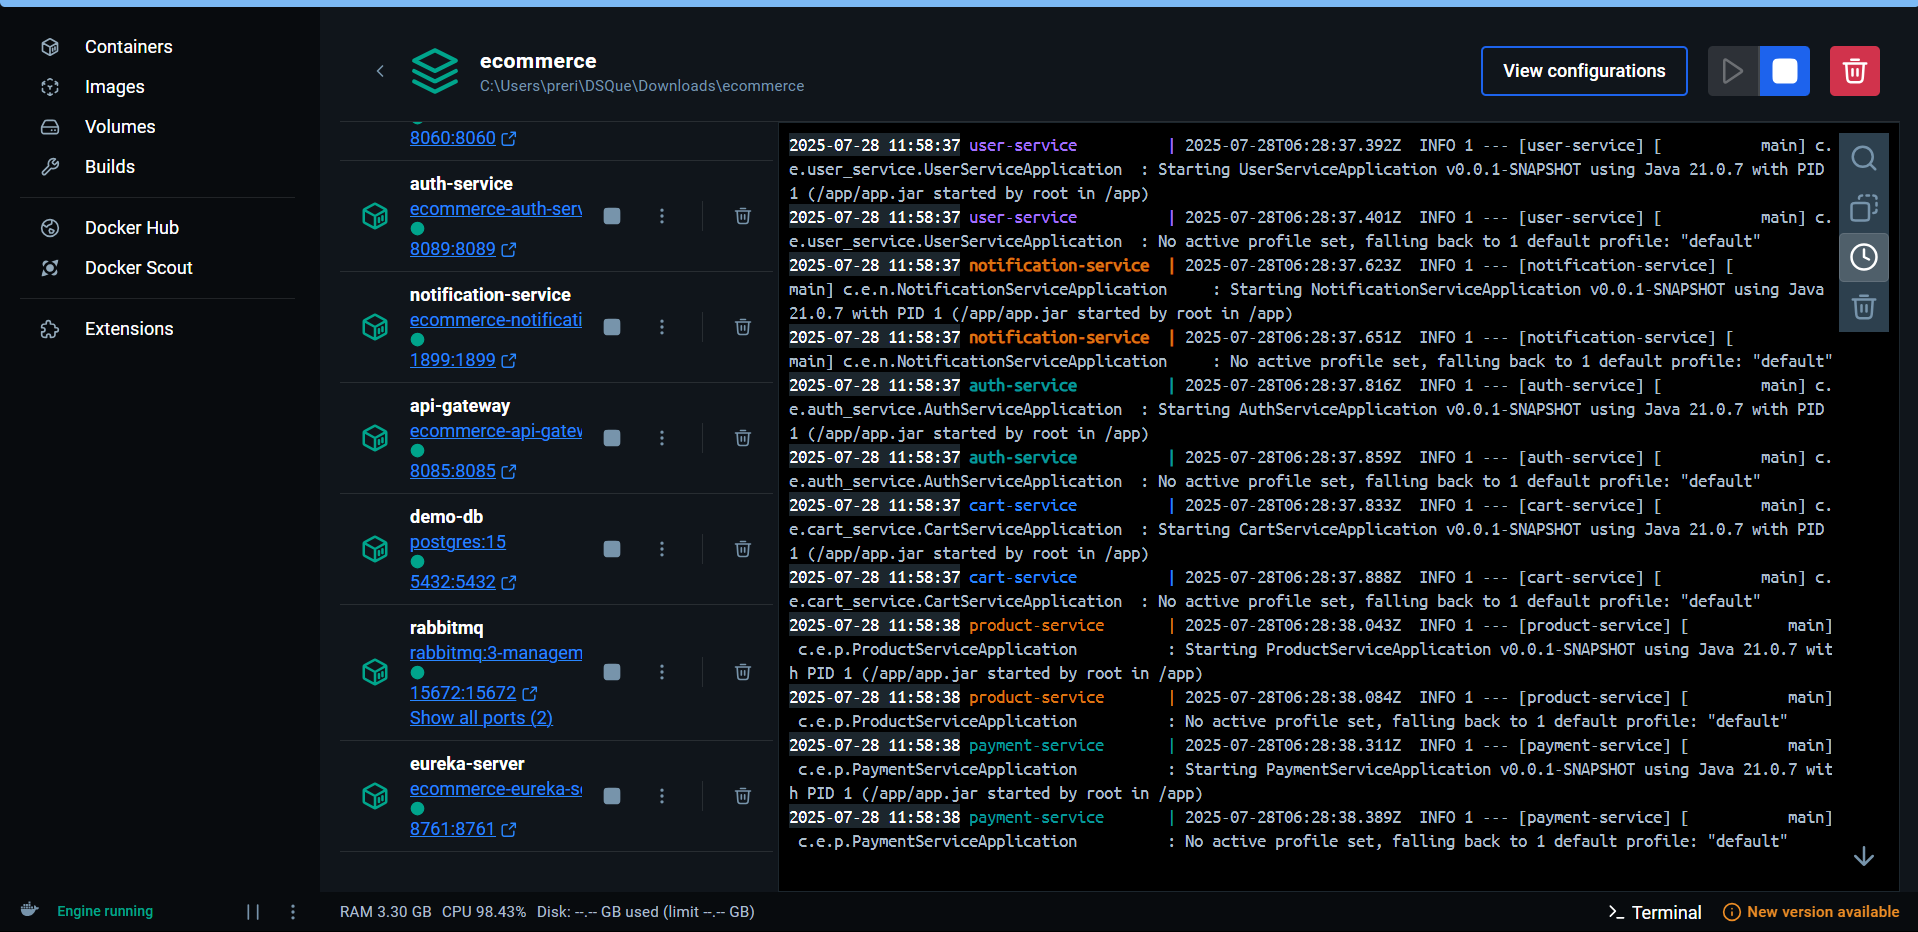 Containers
Images
Volumes
Builds
Docker Hub
Docker Scout
Extensions
ecommerce
C:\Users\preri\DSQue\Downloads\ecommerce
View configurations
8060:8060
auth-service
ecommerce-auth-serv
8089:8089
notification-service
ecommerce-notificati
1899:1899
api-gateway
ecommerce-api-gatew
8085:8085
demo-db
postgres:15
5432:5432
rabbitmq
rabbitmq:3-managem
15672:15672
Show all ports (2)
eureka-server
ecommerce-eureka-se
8761:8761
2025-07-28 11:58:37 user-service | 2025-07-28T06:28:37.392Z INFO 1 --- [user-service] [ main] c.
e.user_service.UserServiceApplication : Starting UserServiceApplication v0.0.1-SNAPSHOT using Java 21.0.7 with PID
1 (/app/app.jar started by root in /app)
2025-07-28 11:58:37 user-service | 2025-07-28T06:28:37.401Z INFO 1 --- [user-service] [ main] c.
e.user_service.UserServiceApplication : No active profile set, falling back to 1 default profile: "default"
2025-07-28 11:58:37 notification-service | 2025-07-28T06:28:37.623Z INFO 1 --- [notification-service] [
main] c.e.n.NotificationServiceApplication : Starting NotificationServiceApplication v0.0.1-SNAPSHOT using Java
21.0.7 with PID 1 (/app/app.jar started by root in /app)
2025-07-28 11:58:37 notification-service | 2025-07-28T06:28:37.651Z INFO 1 --- [notification-service] [
main] c.e.n.NotificationServiceApplication : No active profile set, falling back to 1 default profile: "default"
2025-07-28 11:58:37 auth-service | 2025-07-28T06:28:37.816Z INFO 1 --- [auth-service] [ main] c.
e.auth_service.AuthServiceApplication : Starting AuthServiceApplication v0.0.1-SNAPSHOT using Java 21.0.7 with PID
1 (/app/app.jar started by root in /app)
2025-07-28 11:58:37 auth-service | 2025-07-28T06:28:37.859Z INFO 1 --- [auth-service] [ main] c.
e.auth_service.AuthServiceApplication : No active profile set, falling back to 1 default profile: "default"
2025-07-28 11:58:37 cart-service | 2025-07-28T06:28:37.833Z INFO 1 --- [cart-service] [ main] c.
e.cart_service.CartServiceApplication : Starting CartServiceApplication v0.0.1-SNAPSHOT using Java 21.0.7 with PID
1 (/app/app.jar started by root in /app)
2025-07-28 11:58:37 cart-service | 2025-07-28T06:28:37.888Z INFO 1 --- [cart-service] [ main] c.
e.cart_service.CartServiceApplication : No active profile set, falling back to 1 default profile: "default"
2025-07-28 11:58:38 product-service | 2025-07-28T06:28:38.043Z INFO 1 --- [product-service] [ main]
c.e.p.ProductServiceApplication : Starting ProductServiceApplication v0.0.1-SNAPSHOT using Java 21.0.7 wit
h PID 1 (/app/app.jar started by root in /app)
2025-07-28 11:58:38 product-service | 2025-07-28T06:28:38.084Z INFO 1 --- [product-service] [ main]
c.e.p.ProductServiceApplication : No active profile set, falling back to 1 default profile: "default"
2025-07-28 11:58:38 payment-service | 2025-07-28T06:28:38.311Z INFO 1 --- [payment-service] [ main]
c.e.p.PaymentServiceApplication : Starting PaymentServiceApplication v0.0.1-SNAPSHOT using Java 21.0.7 wit
h PID 1 (/app/app.jar started by root in /app)
2025-07-28 11:58:38 payment-service | 2025-07-28T06:28:38.389Z INFO 1 --- [payment-service] [ main]
c.e.p.PaymentServiceApplication : No active profile set, falling back to 1 default profile: "default"
Engine running
RAM 3.30 GB CPU 98.43% Disk: --.-- GB used (limit --.-- GB)
Terminal
New version available